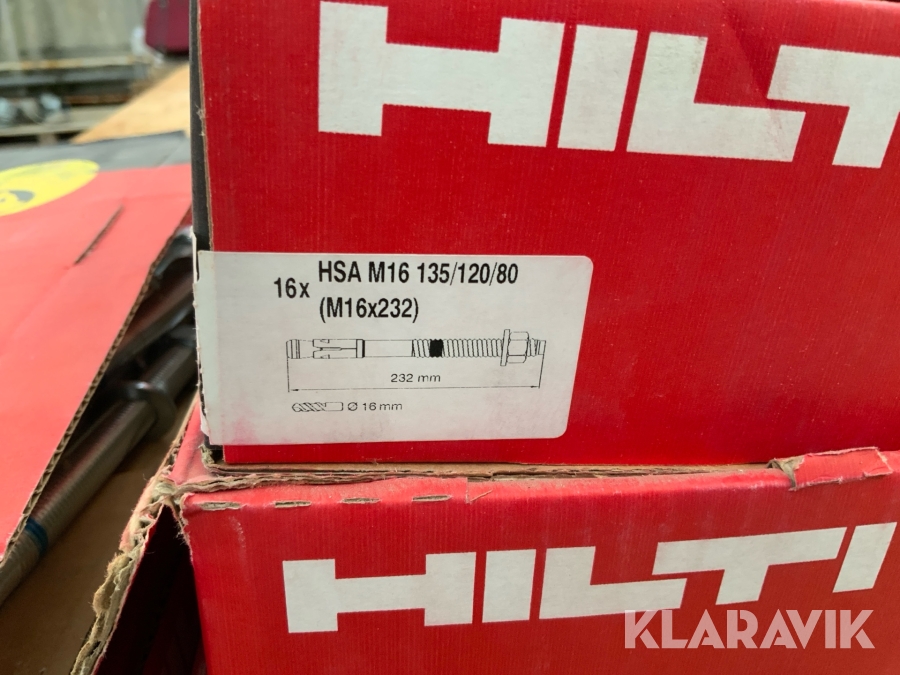 HILTI
16x HSA M16 135/120/80
(M16x232)
232 mm
Ø 16 mm
HILTI
KLARAVIK